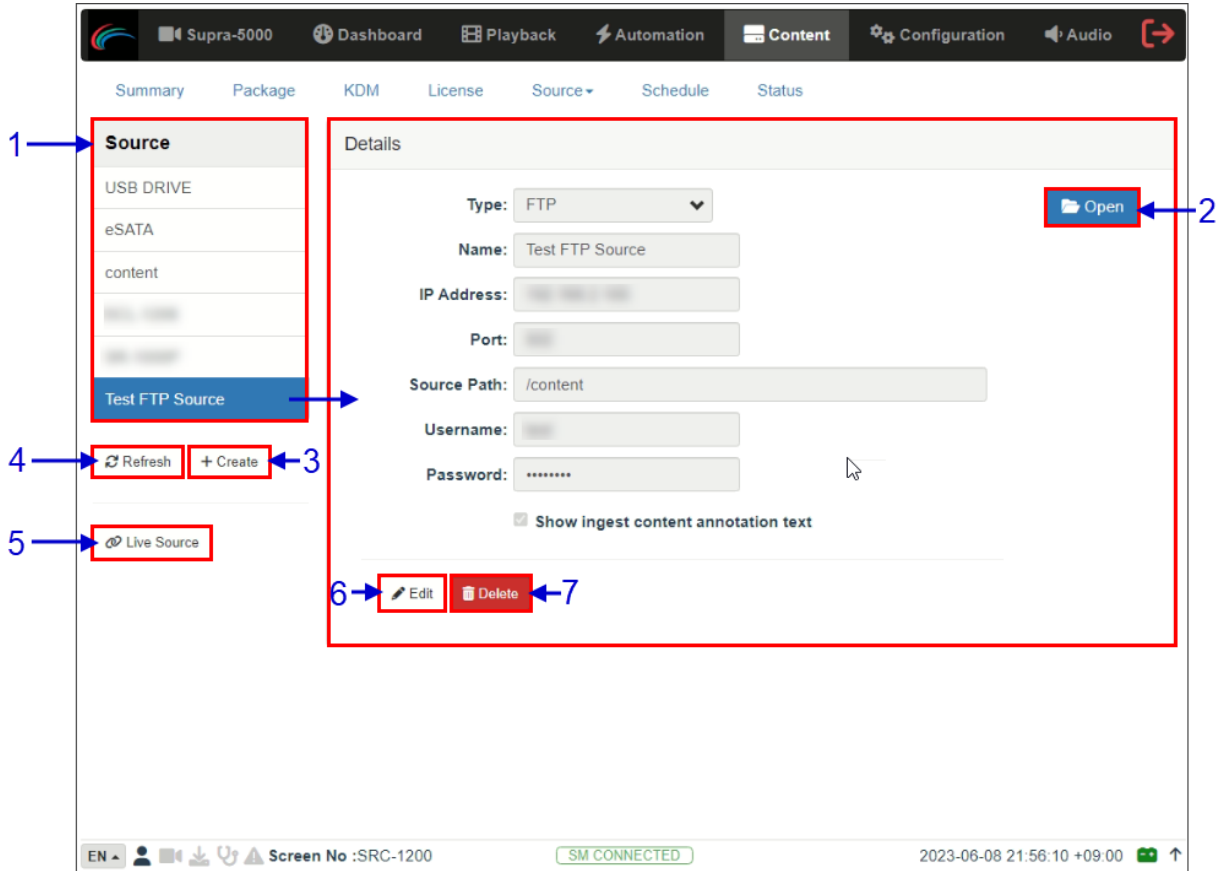 Supra-5000 Dashboard Playback Automation Content Configuration Audio
Summary Package KDM License Source Schedule Status
1
Source
USB DRIVE
eSATA
content
Test FTP Source
4
Refresh
+ Create
3
5
Live Source
Details
Type: FTP
Open
2
Name: Test FTP Source
IP Address:
Port:
Source Path: /content
Username:
Password: ••••••••
Show ingest content annotation text
6
Edit
Delete
7
EN Screen No :SRC-1200 SM CONNECTED 2023-06-08 21:56:10 +09:00